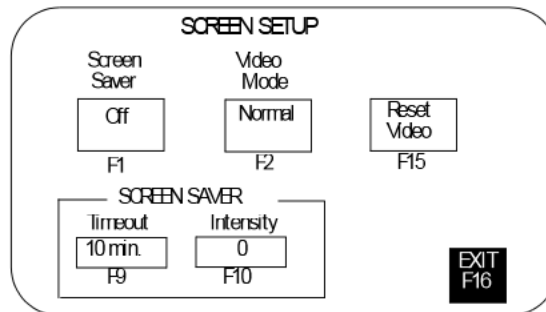 SCREEN SETUP
Screen
Saver
Off
F1
Video
Mode
Normal
F2
Reset
Video
F15
SCREEN SAVER
Timeout
10 min.
F9
Intensity
0
F10
EXIT
F16